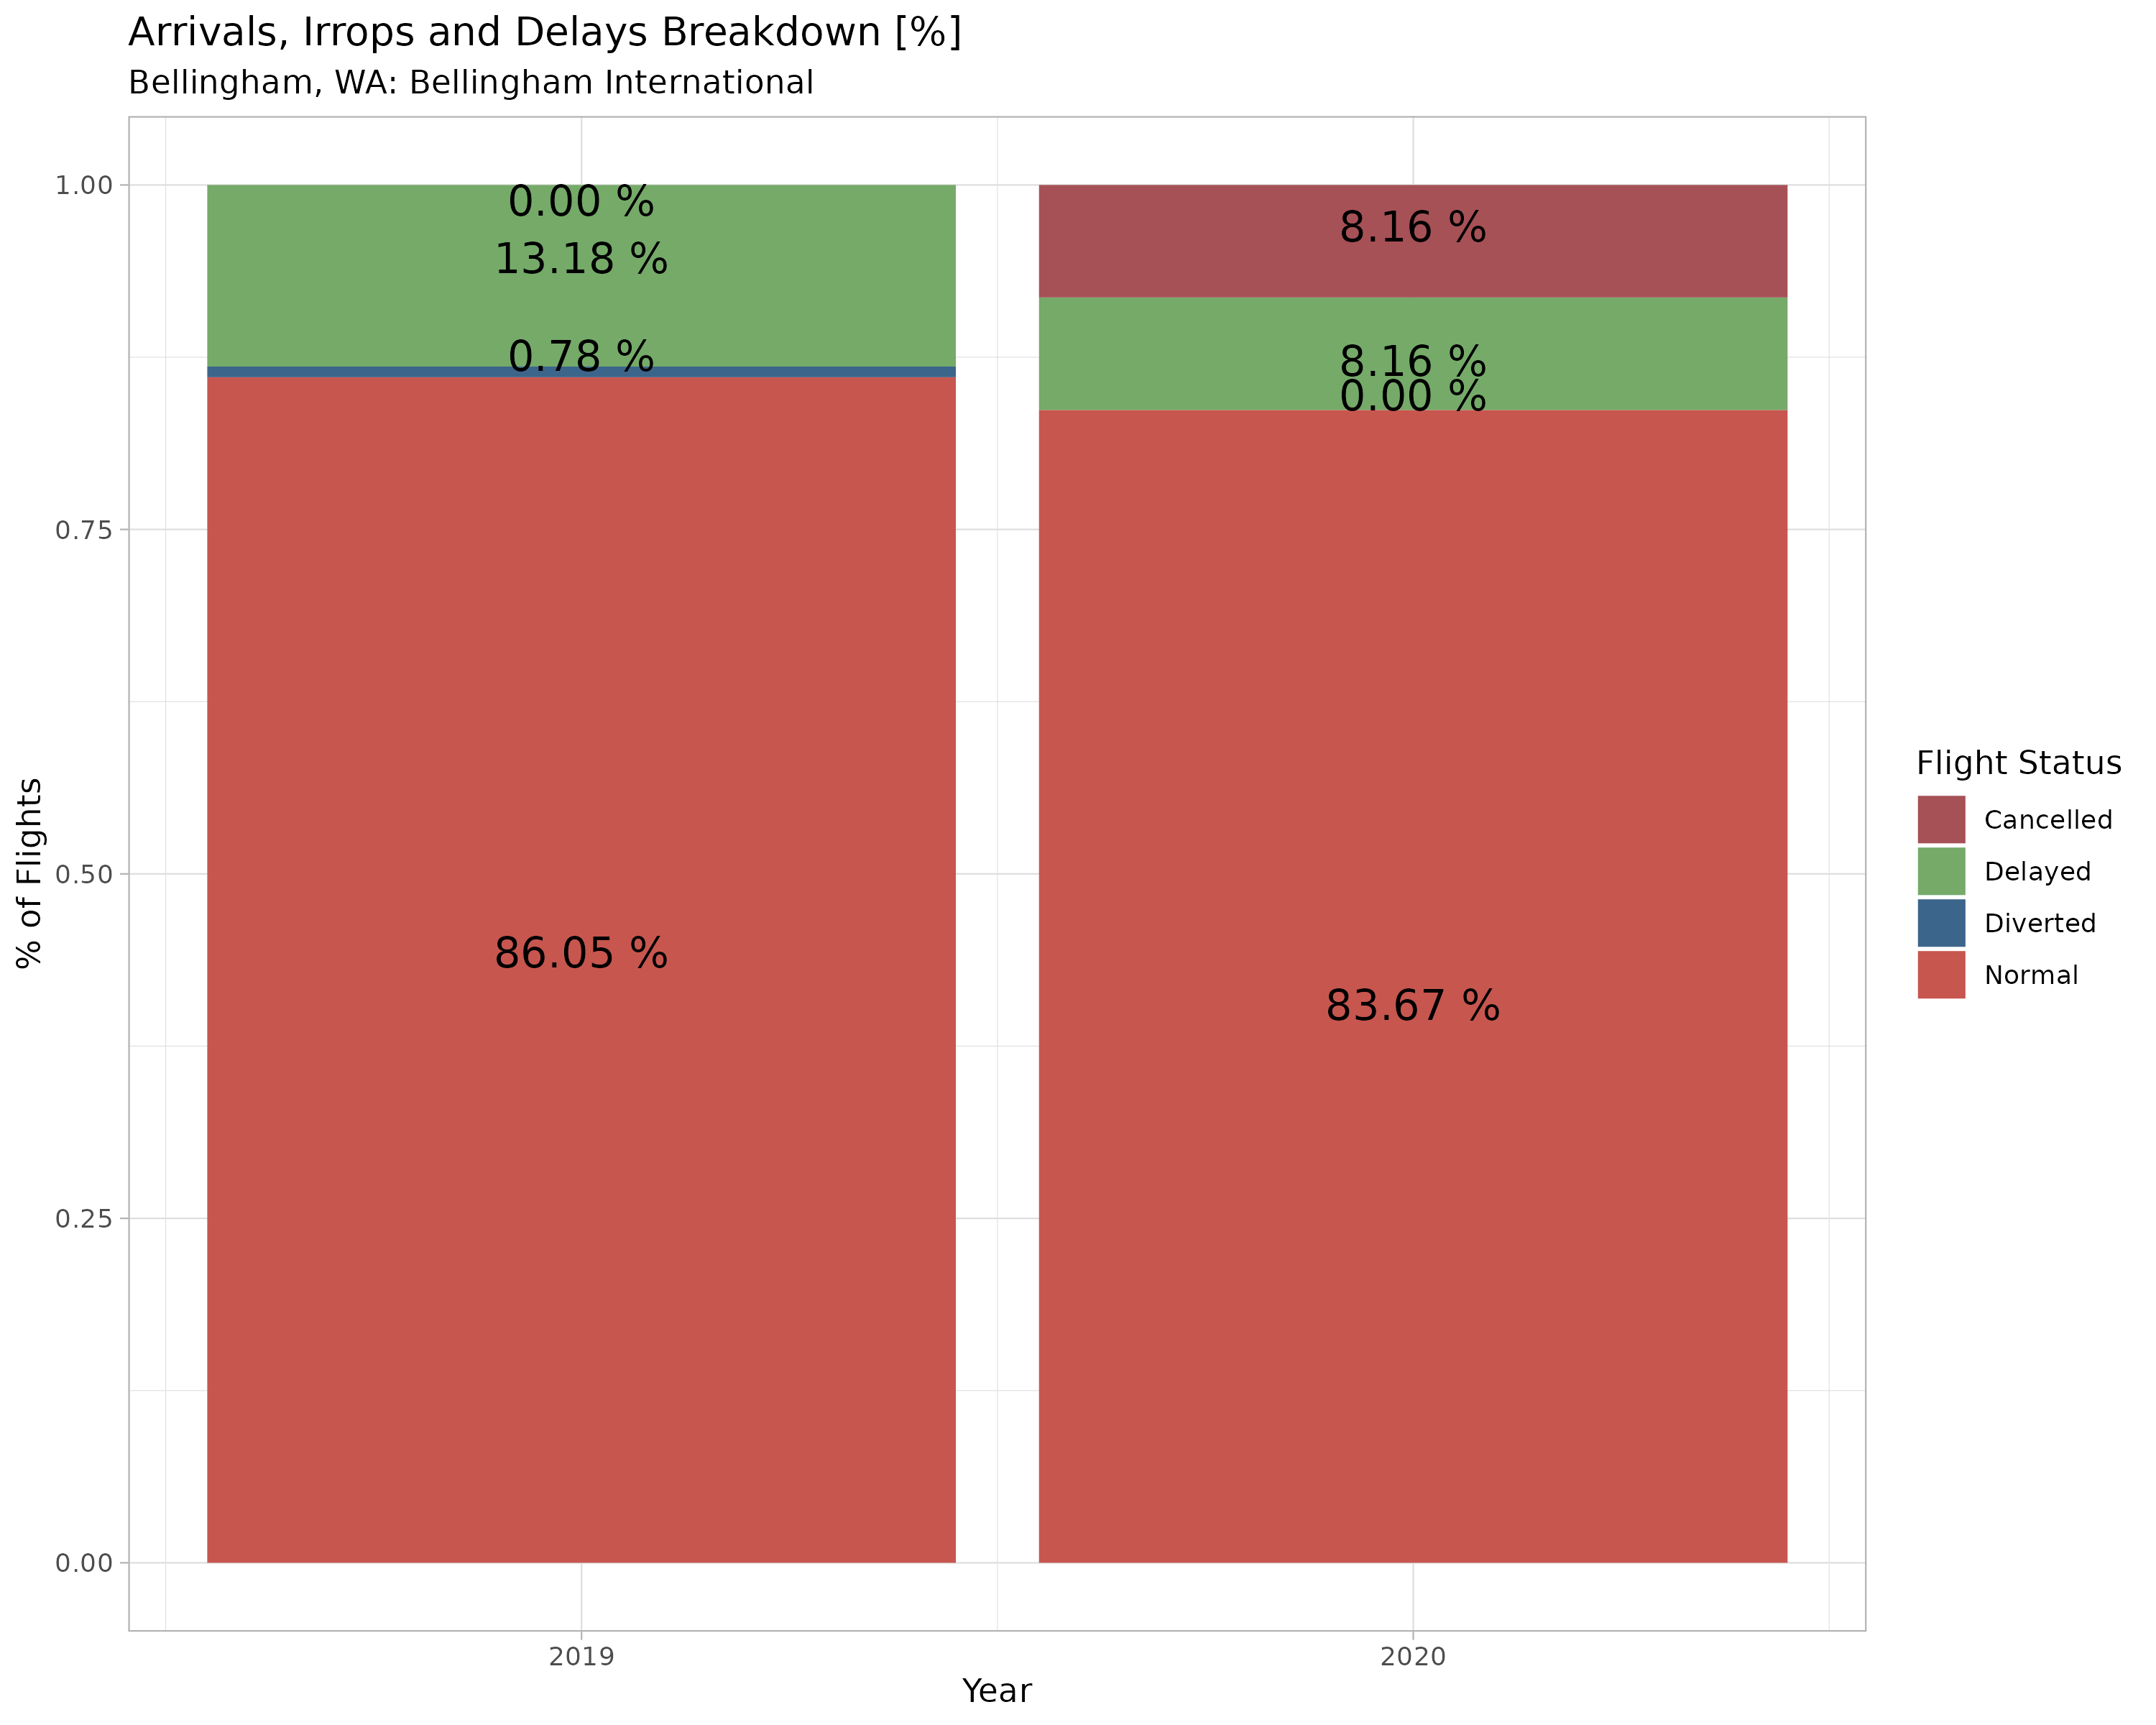 Arrivals, Irrops and Delays Breakdown [%]
Bellingham, WA: Bellingham International
% of Flights
1.00
0.75
0.50
0.25
0.00
0.00 %
13.18 %
0.78 %
86.05 %
8.16 %
8.16 %
0.00 %
83.67 %
2019
2020
Year
Flight Status
Cancelled
Delayed
Diverted
Normal